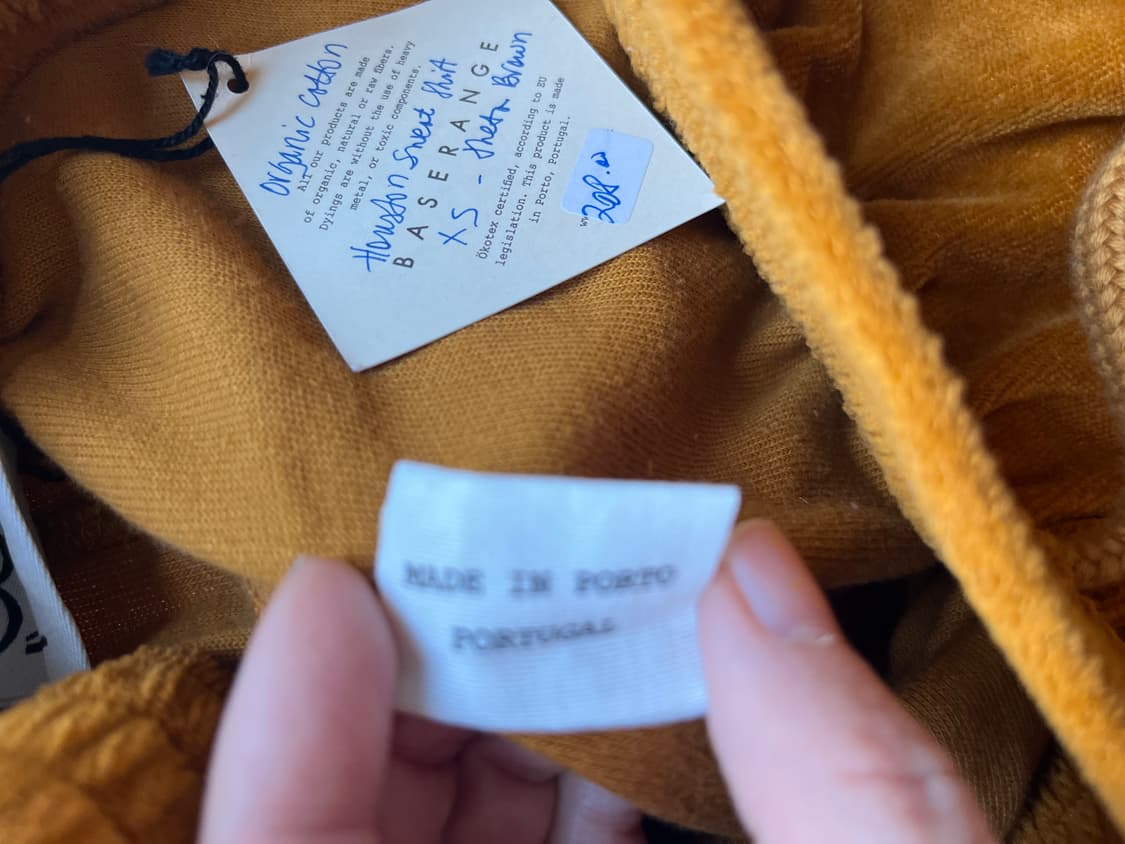 organic cotton
All our products are made
of organic, natural or raw fibers.
Dyings are without the use of heavy
metal, or toxic components.
Sweat Shirt
BASERANGE
XS - Brown
Ökotex certified, according to EU
legislation. This product is made
in Porto, Portugal.
208.00
MADE IN PORTO
PORTUGAL